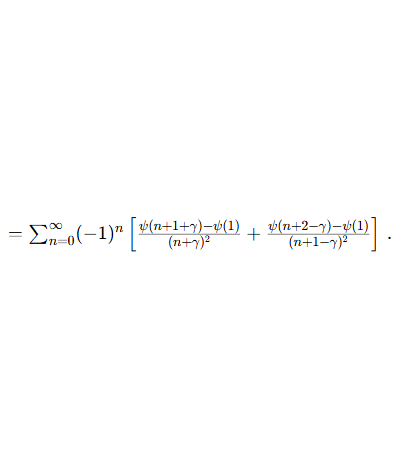 = \sum_{n=0}^{\infty} (-1)^n \left[ \frac{\psi(n+1+\gamma)-\psi(1)}{(n+\gamma)^2} + \frac{\psi(n+2-\gamma)-\psi(1)}{(n+1-\gamma)^2} \right] .